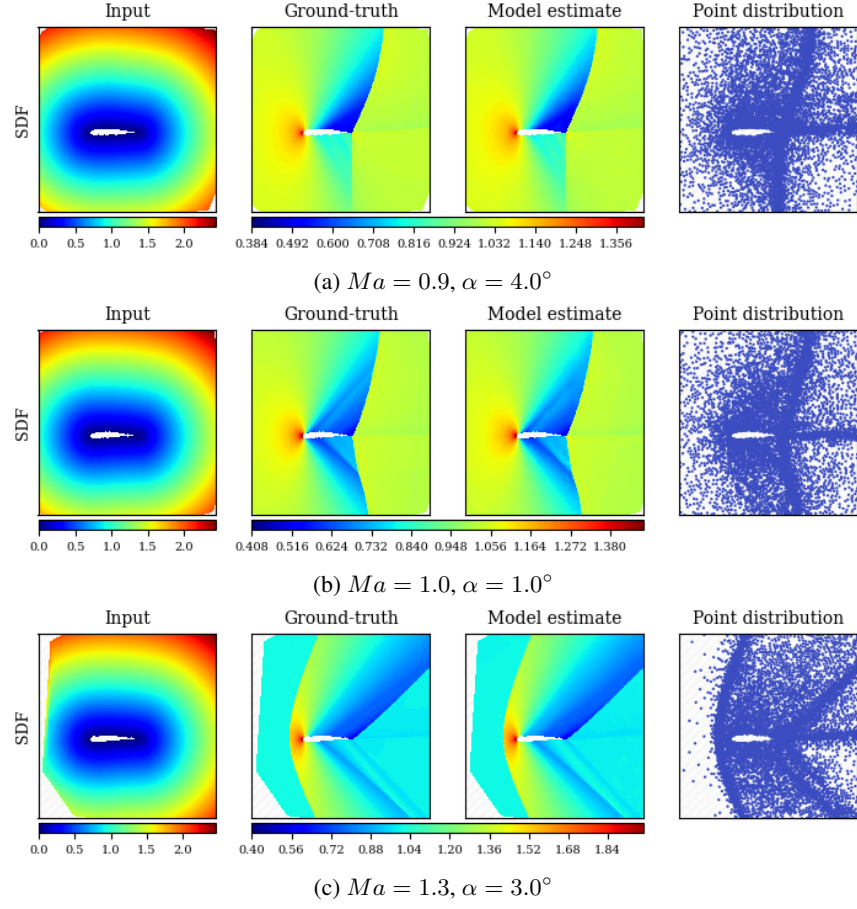 Input Ground-truth Model estimate Point distribution
SDF
0.0 0.5 1.0 1.5 2.0 0.384 0.492 0.600 0.708 0.816 0.924 1.032 1.140 1.248 1.356
(a) Ma = 0.9, α = 4.0°
Input Ground-truth Model estimate Point distribution
SDF
0.0 0.5 1.0 1.5 2.0 0.408 0.516 0.624 0.732 0.840 0.948 1.056 1.164 1.272 1.380
(b) Ma = 1.0, α = 1.0°
Input Ground-truth Model estimate Point distribution
SDF
0.0 0.5 1.0 1.5 2.0 0.40 0.56 0.72 0.88 1.04 1.20 1.36 1.52 1.68 1.84
(c) Ma = 1.3, α = 3.0°